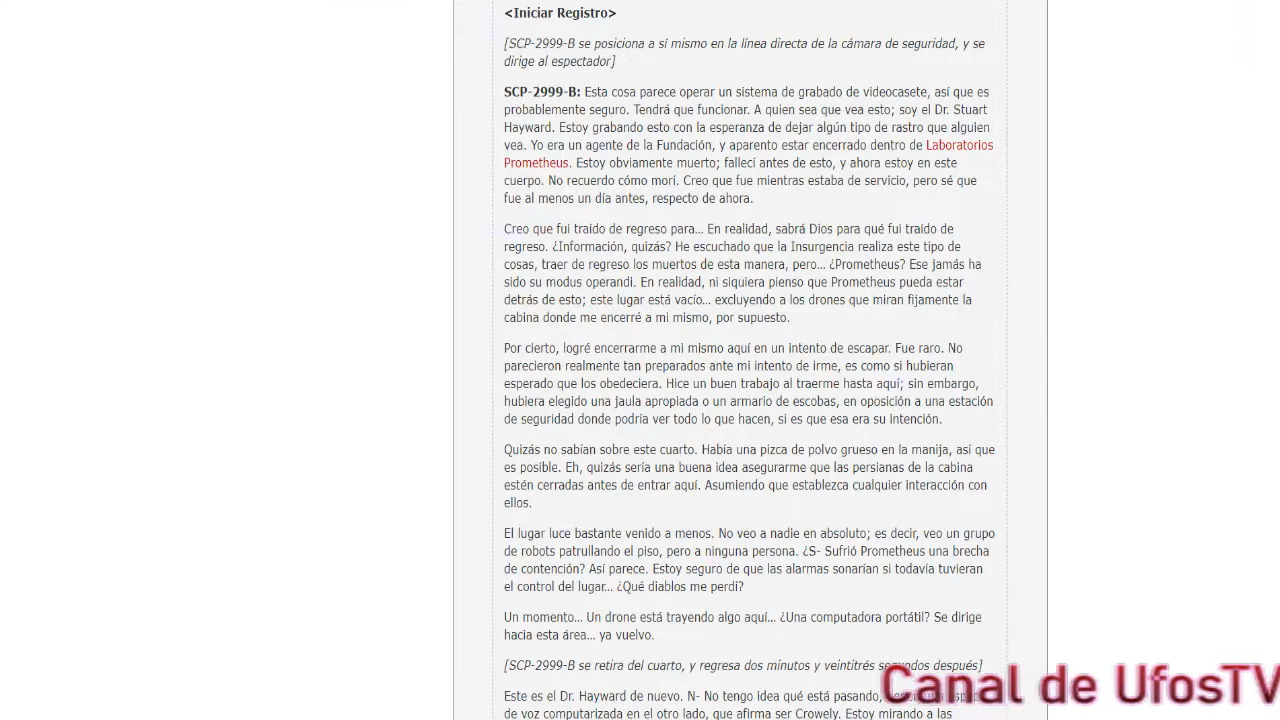 <Iniciar Registro>
[SCP-2999-B se posiciona a sí mismo en la línea directa de la cámara de seguridad, y se
dirige al espectador]
SCP-2999-B: Esta cosa parece operar un sistema de grabado de videocasete, así que es
probablemente seguro. Tendrá que funcionar. A quien sea que vea esto; soy el Dr. Stuart
Hayward. Estoy grabando esto con la esperanza de dejar algún tipo de rastro que alguien
vea. Yo era un agente de la Fundación, y aparento estar encerrado dentro de Laboratorios
Prometheus. Estoy obviamente muerto; fallecí antes de esto, y ahora estoy en este
cuerpo. No recuerdo cómo morí. Creo que fue mientras estaba de servicio, pero sé que
fue al menos un día antes, respecto de ahora.
Creo que fui traído de regreso para... En realidad, sabrá Dios para qué fui traído de
regreso. ¿Información, quizás? He escuchado que la Insurgencia realiza este tipo de
cosas, traer de regreso los muertos de esta manera, pero... ¿Prometheus? Ese jamás ha
sido su modus operandi. En realidad, ni siquiera pienso que Prometheus pueda estar
detrás de esto; este lugar está vacío... excluyendo a los drones que miran fijamente la
cabina donde me encerré a mi mismo, por supuesto.
Por cierto, logré encerrarme a mi mismo aquí en un intento de escapar. Fue raro. No
parecieron realmente tan preparados ante mi intento de irme, es como si hubieran
esperado que los obedeciera. Hice un buen trabajo al traerme hasta aquí; sin embargo,
hubiera elegido una jaula apropiada o un armario de escobas, en oposición a una estación
de seguridad donde podría ver todo lo que hacen, si es que esa era su intención.
Quizás no sabían sobre este cuarto. Había una pizca de polvo grueso en la manija, así que
es posible. Eh, quizás sería una buena idea asegurarme que las persianas de la cabina
estén cerradas antes de entrar aquí. Asumiendo que establezca cualquier interacción con
ellos.
El lugar luce bastante venido a menos. No veo a nadie en absoluto; es decir, veo un grupo
de robots patrullando el piso, pero a ninguna persona. ¿S- Sufrió Prometheus una brecha
de contención? Así parece. Estoy seguro de que las alarmas sonarían si todavía tuvieran
el control del lugar... ¿Qué diablos me perdí?
Un momento... Un drone está trayendo algo aquí... ¿Una computadora portátil? Se dirige
hacia esta área... ya vuelvo.
[SCP-2999-B se retira del cuarto, y regresa dos minutos y veintitrés segundos después]
Este es el Dr. Hayward de nuevo. N- No tengo idea qué está pasando,
de voz computarizada en el otro lado, que afirma ser Crowely. Estoy mirando a las
Canal de UfosTV